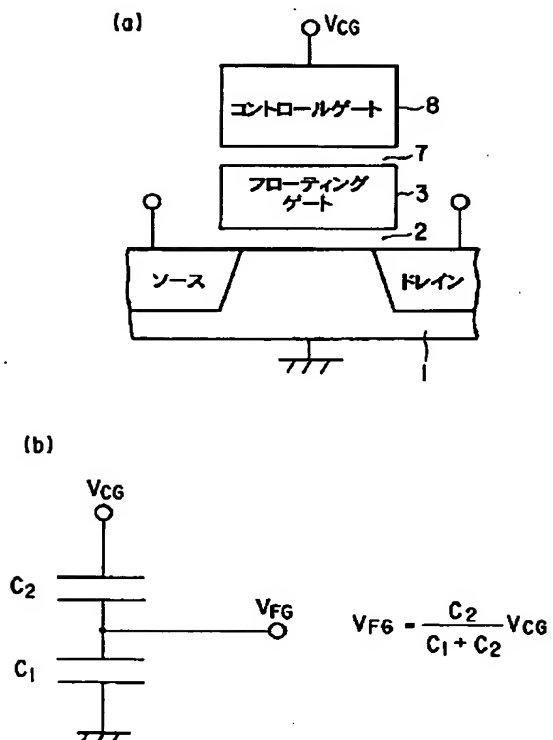 (a)
VCG
コントロールゲート
8
7
フローティング
ゲート
3
2
ソース
ドレイン
1
(b)
VCG
C2
VFG
C1
VFG = C2 / (C1 + C2) VCG